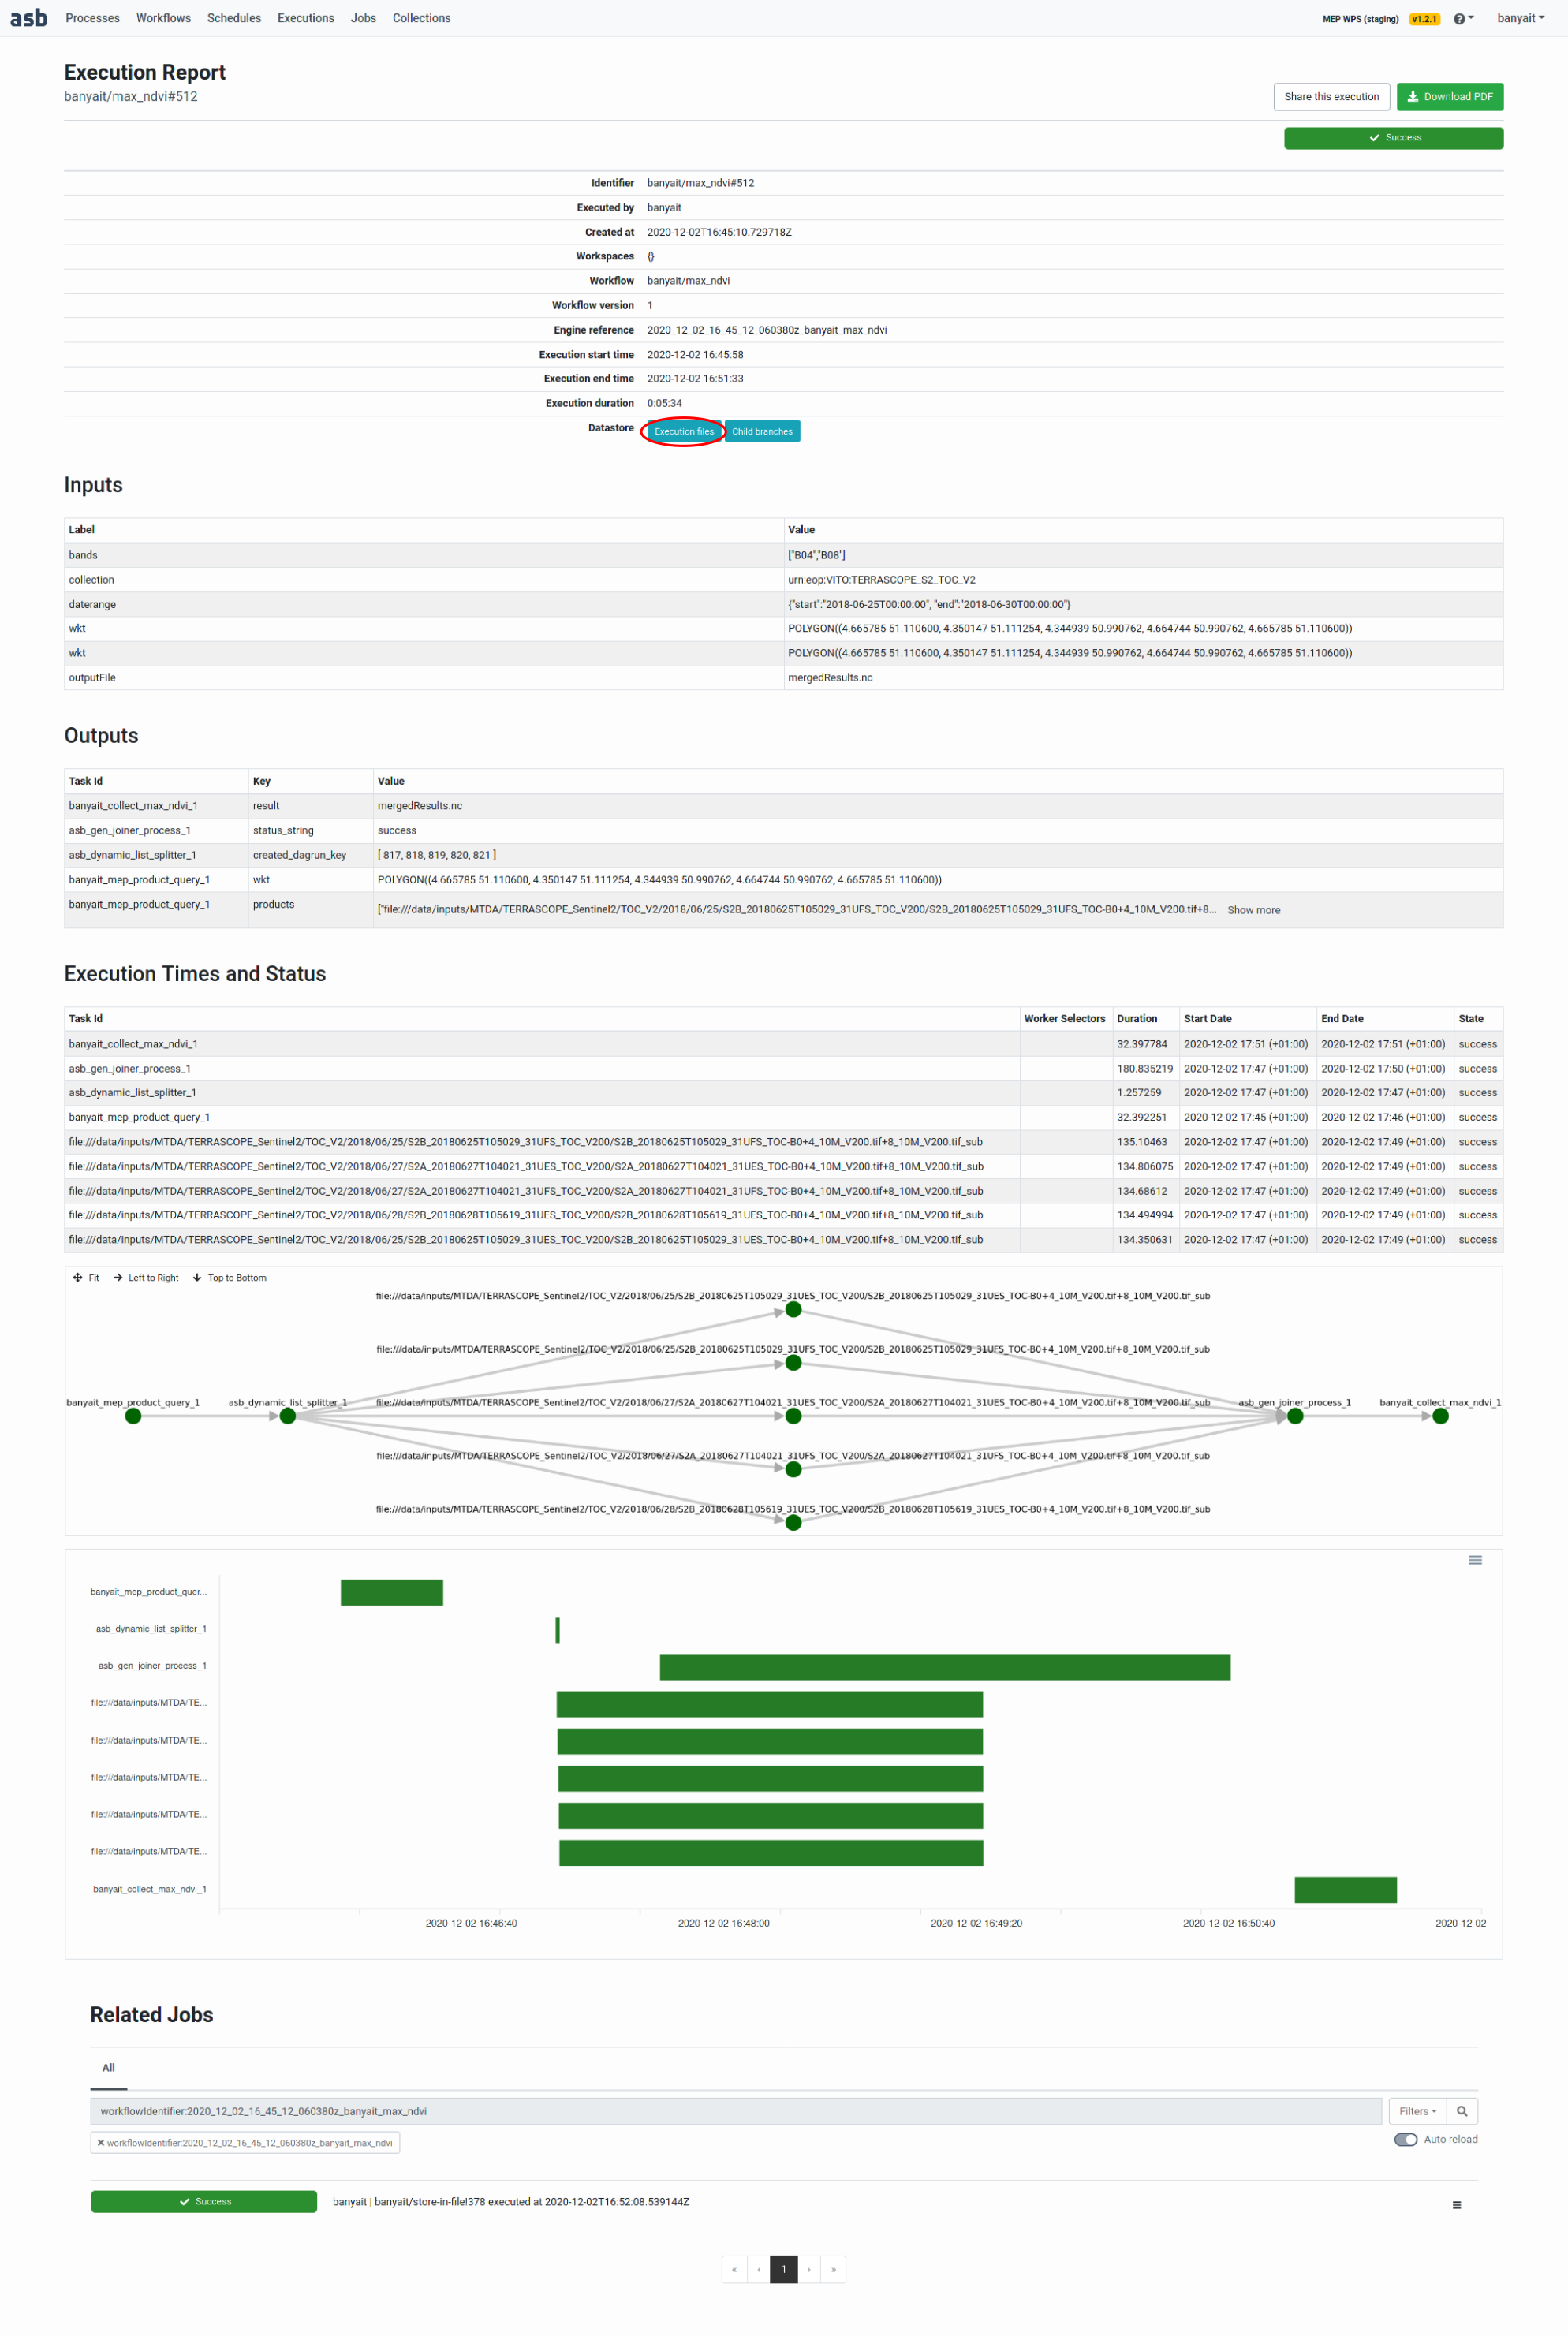 asb Processes Workflows Schedules Executions Jobs Collections MEP WPS (staging) v1.2.1 banyait
Execution Report
banyait/max_ndvi#512
Share this execution Download PDF
Success
Identifier banyait/max_ndvi#512
Executed by banyait
Created at 2020-12-02T16:45:10.729718Z
Workspaces {}
Workflow banyait/max_ndvi
Workflow version 1
Engine reference 2020_12_02_16_45_12_060380z_banyait_max_ndvi
Execution start time 2020-12-02 16:45:58
Execution end time 2020-12-02 16:51:33
Execution duration 0:05:34
Datastore Execution files Child branches
Inputs
Label Value
bands ["B04","B08"]
collection urn:eop:VITO:TERRASCOPE_S2_TOC_V2
daterange {"start":"2018-06-25T00:00:00", "end":"2018-06-30T00:00:00"}
wkt POLYGON((4.665785 51.110600, 4.350147 51.111254, 4.344939 50.990762, 4.664744 50.990762, 4.665785 51.110600))
wkt POLYGON((4.665785 51.110600, 4.350147 51.111254, 4.344939 50.990762, 4.664744 50.990762, 4.665785 51.110600))
outputFile mergedResults.nc
Outputs
Task Id Key Value
banyait_collect_max_ndvi_1 result mergedResults.nc
asb_gen_joiner_process_1 status_string success
asb_dynamic_list_splitter_1 created_dagrun_key [ 817, 818, 819, 820, 821 ]
banyait_mep_product_query_1 wkt POLYGON((4.665785 51.110600, 4.350147 51.111254, 4.344939 50.990762, 4.664744 50.990762, 4.665785 51.110600))
banyait_mep_product_query_1 products ["file:///data/inputs/MTDA/TERRASCOPE_Sentinel2/TOC_V2/2018/06/25/S2B_20180625T105029_31UFS_TOC_V200/S2B_20180625T105029_31UFS_TOC-B0+4_10M_V200.tif+8... Show more
Execution Times and Status
Task Id Worker Selectors Duration Start Date End Date State
banyait_collect_max_ndvi_1 32.397784 2020-12-02 17:51 (+01:00) 2020-12-02 17:51 (+01:00) success
asb_gen_joiner_process_1 180.835219 2020-12-02 17:47 (+01:00) 2020-12-02 17:50 (+01:00) success
asb_dynamic_list_splitter_1 1.257259 2020-12-02 17:47 (+01:00) 2020-12-02 17:47 (+01:00) success
banyait_mep_product_query_1 32.392251 2020-12-02 17:45 (+01:00) 2020-12-02 17:46 (+01:00) success
file:///data/inputs/MTDA/TERRASCOPE_Sentinel2/TOC_V2/2018/06/25/S2B_20180625T105029_31UFS_TOC_V200/S2B_20180625T105029_31UFS_TOC-B0+4_10M_V200.tif+8_10M_V200.tif_sub 135.10463 2020-12-02 17:47 (+01:00) 2020-12-02 17:49 (+01:00) success
file:///data/inputs/MTDA/TERRASCOPE_Sentinel2/TOC_V2/2018/06/27/S2A_20180627T104021_31UES_TOC_V200/S2A_20180627T104021_31UES_TOC-B0+4_10M_V200.tif+8_10M_V200.tif_sub 134.806075 2020-12-02 17:47 (+01:00) 2020-12-02 17:49 (+01:00) success
file:///data/inputs/MTDA/TERRASCOPE_Sentinel2/TOC_V2/2018/06/27/S2A_20180627T104021_31UFS_TOC_V200/S2A_20180627T104021_31UFS_TOC-B0+4_10M_V200.tif+8_10M_V200.tif_sub 134.68612 2020-12-02 17:47 (+01:00) 2020-12-02 17:49 (+01:00) success
file:///data/inputs/MTDA/TERRASCOPE_Sentinel2/TOC_V2/2018/06/28/S2B_20180628T105619_31UES_TOC_V200/S2B_20180628T105619_31UES_TOC-B0+4_10M_V200.tif+8_10M_V200.tif_sub 134.494994 2020-12-02 17:47 (+01:00) 2020-12-02 17:49 (+01:00) success
file:///data/inputs/MTDA/TERRASCOPE_Sentinel2/TOC_V2/2018/06/25/S2B_20180625T105029_31UES_TOC_V200/S2B_20180625T105029_31UES_TOC-B0+4_10M_V200.tif+8_10M_V200.tif_sub 134.350631 2020-12-02 17:47 (+01:00) 2020-12-02 17:49 (+01:00) success
Fit Left to Right Top to Bottom
file:///data/inputs/MTDA/TERRASCOPE_Sentinel2/TOC_V2/2018/06/25/S2B_20180625T105029_31UES_TOC_V200/S2B_20180625T105029_31UES_TOC-B0+4_10M_V200.tif+8_10M_V200.tif_sub
file:///data/inputs/MTDA/TERRASCOPE_Sentinel2/TOC_V2/2018/06/25/S2B_20180625T105029_31UFS_TOC_V200/S2B_20180625T105029_31UFS_TOC-B0+4_10M_V200.tif+8_10M_V200.tif_sub
banyait_mep_product_query_1 asb_dynamic_list_splitter_1 file:///data/inputs/MTDA/TERRASCOPE_Sentinel2/TOC_V2/2018/06/27/S2A_20180627T104021_31UES_TOC_V200/S2A_20180627T104021_31UES_TOC-B0+4_10M_V200.tif+8_10M_V200.tif_sub asb_gen_joiner_process_1 banyait_collect_max_ndvi_1
file:///data/inputs/MTDA/TERRASCOPE_Sentinel2/TOC_V2/2018/06/27/S2A_20180627T104021_31UFS_TOC_V200/S2A_20180627T104021_31UFS_TOC-B0+4_10M_V200.tif+8_10M_V200.tif_sub
file:///data/inputs/MTDA/TERRASCOPE_Sentinel2/TOC_V2/2018/06/28/S2B_20180628T105619_31UES_TOC_V200/S2B_20180628T105619_31UES_TOC-B0+4_10M_V200.tif+8_10M_V200.tif_sub
banyait_mep_product_quer...
asb_dynamic_list_splitter_1
asb_gen_joiner_process_1
file:///data/inputs/MTDA/TE...
file:///data/inputs/MTDA/TE...
file:///data/inputs/MTDA/TE...
file:///data/inputs/MTDA/TE...
file:///data/inputs/MTDA/TE...
banyait_collect_max_ndvi_1
2020-12-02 16:46:40 2020-12-02 16:48:00 2020-12-02 16:49:20 2020-12-02 16:50:40 2020-12-02
Related Jobs
All
workflowIdentifier:2020_12_02_16_45_12_060380z_banyait_max_ndvi Filters
× workflowIdentifier:2020_12_02_16_45_12_060380z_banyait_max_ndvi Auto reload
Success banyait | banyait/store-in-file!378 executed at 2020-12-02T16:52:08.539144Z
« ‹ 1 › »